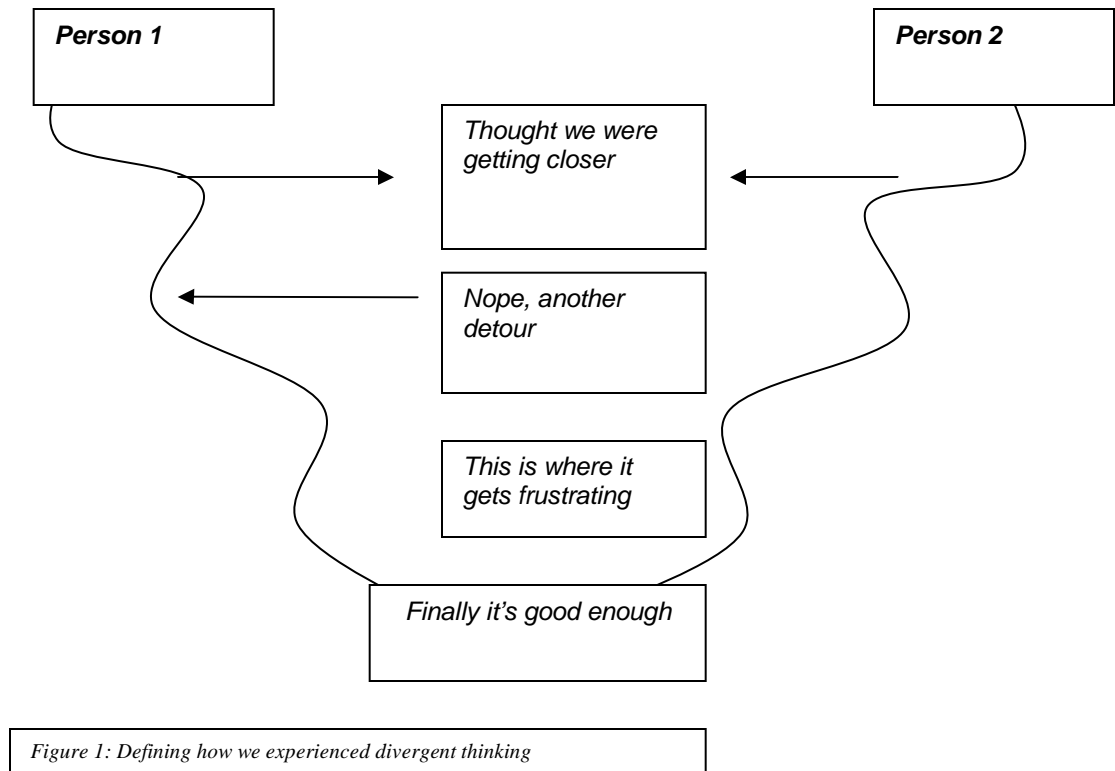 Person 1
Person 2
Thought we were
getting closer
Nope, another
detour
This is where it
gets frustrating
Finally it's good enough
Figure 1: Defining how we experienced divergent thinking